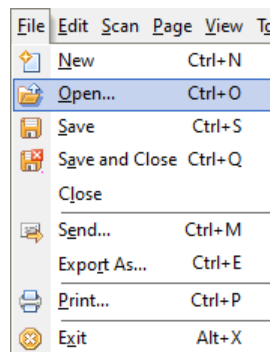 File Edit Scan Page View
New Ctrl+N
Open... Ctrl+O
Save Ctrl+S
Save and Close Ctrl+Q
Close
Send... Ctrl+M
Export As... Ctrl+E
Print... Ctrl+P
Exit Alt+X